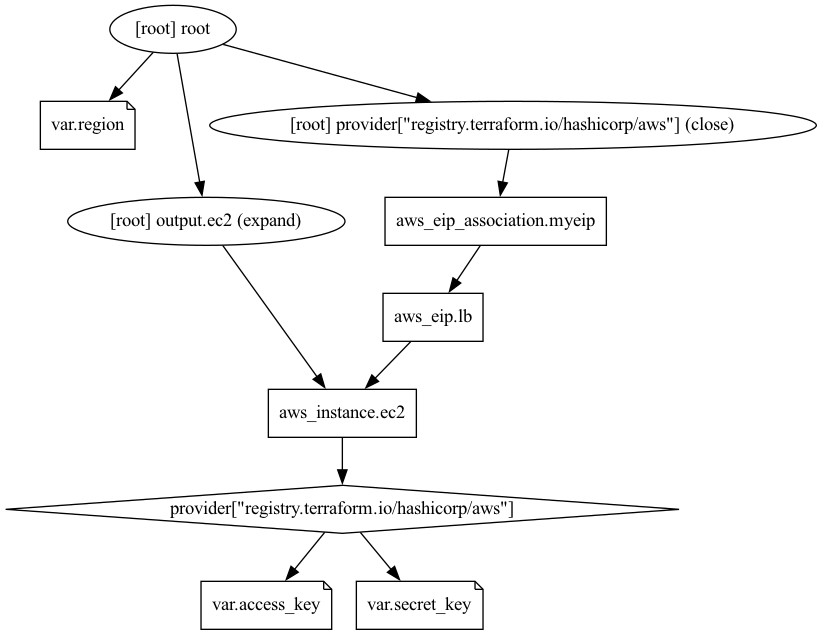 [root] root
var.region
[root] provider["registry.terraform.io/hashicorp/aws"] (close)
[root] output.ec2 (expand)
aws_eip_association.myeip
aws_eip.lb
aws_instance.ec2
provider["registry.terraform.io/hashicorp/aws"]
var.access_key
var.secret_key